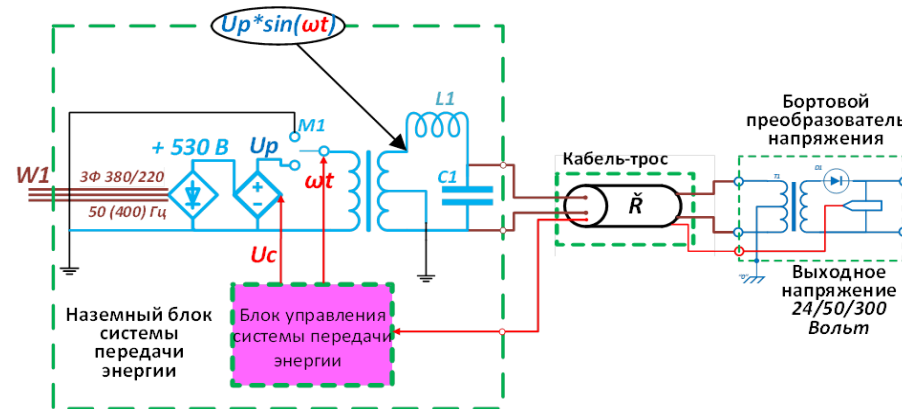 Up*sin(ωt)
L1
M1
+ 530 В
Up
W1
3Ф 380/220
50 (400) Гц
ωt
C1
Uc
Блок управления
системы передачи
энергии
Наземный блок
системы
передачи
энергии
Кабель-трос
Ř
Бортовой
преобразователь
напряжения
T1
Выходное
напряжение
24/50/300
Вольт